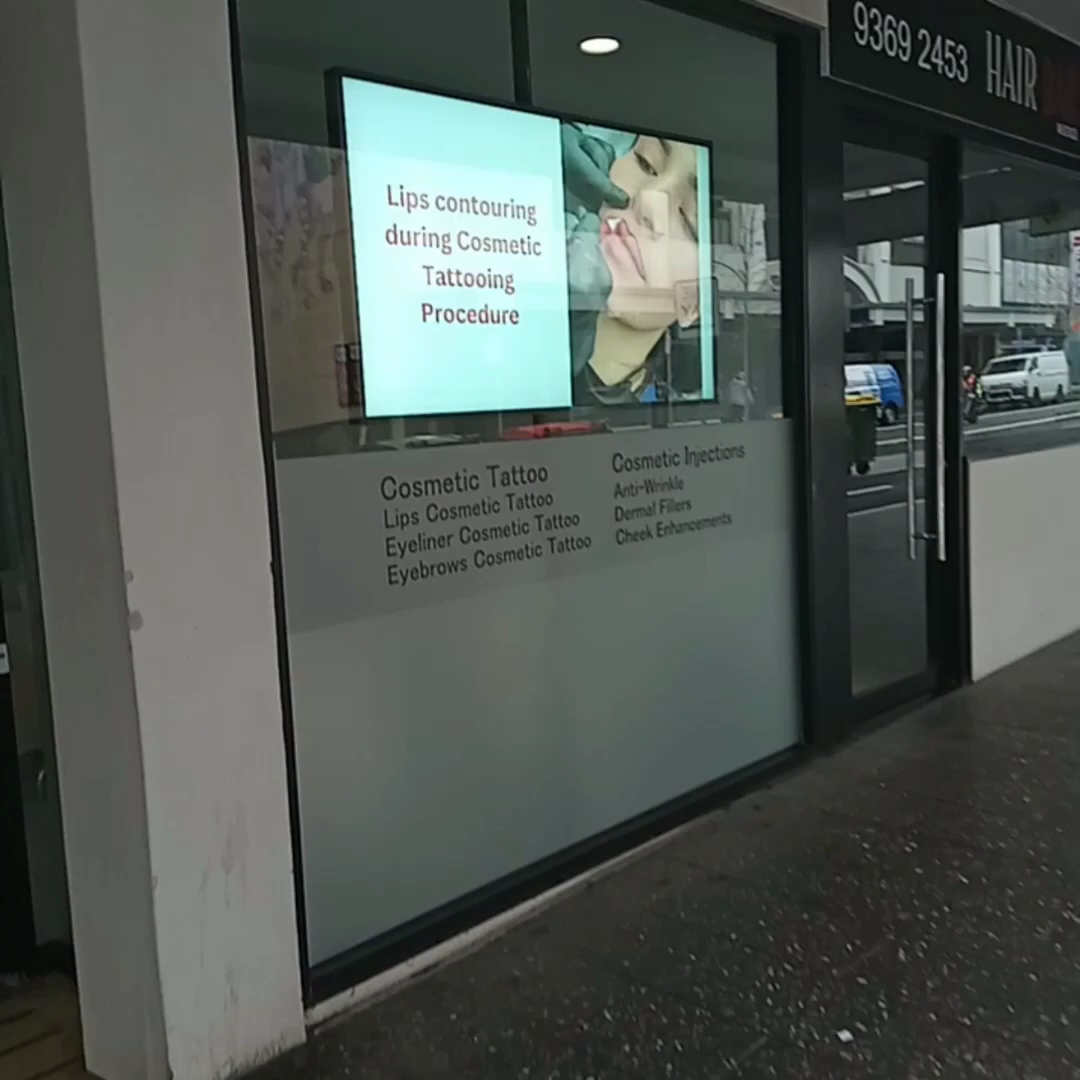 9369 2453 HAIR
Lips contouring
during Cosmetic
Tattooing
Procedure
Cosmetic Tattoo
Lips Cosmetic Tattoo
Eyeliner Cosmetic Tattoo
Eyebrows Cosmetic Tattoo
Cosmetic Injections
Anti-Wrinkle
Dermal Fillers
Cheek Enhancements